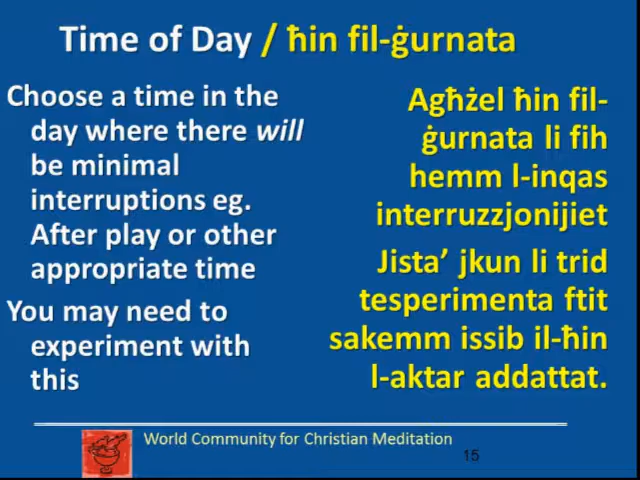 Time of Day / ħin fil-ġurnata
Choose a time in the
day where there will
be minimal
interruptions eg.
After play or other
appropriate time
You may need to
experiment with
this
Agħżel ħin fil-
ġurnata li fih
hemm l-inqas
interruzzjonijiet
Jista’ jkun li trid
tesperimenta ftit
sakemm issib il-ħin
l-aktar addattat.
World Community for Christian Meditation
15